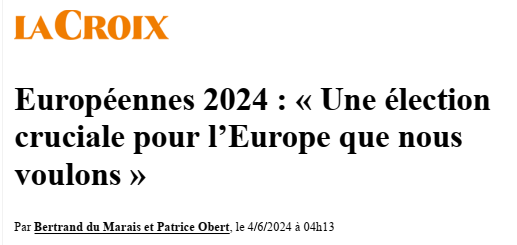 LA CROIX
Européennes 2024 : « Une élection
cruciale pour l’Europe que nous
voulons »
Par Bertrand du Marais et Patrice Obert, le 4/6/2024 à 04h13